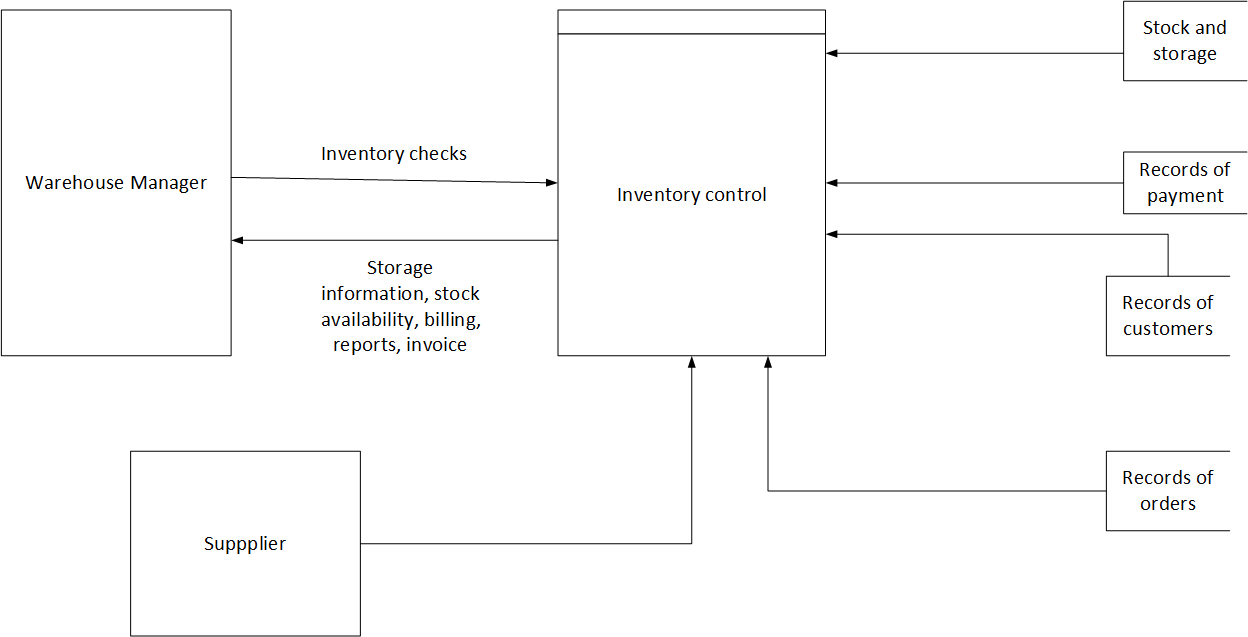 Stock and
storage
Inventory checks
Warehouse Manager
Inventory control
Records of
payment
Storage
information, stock
availability, billing,
reports, invoice
Records of
customers
Records of
orders
Suppplier